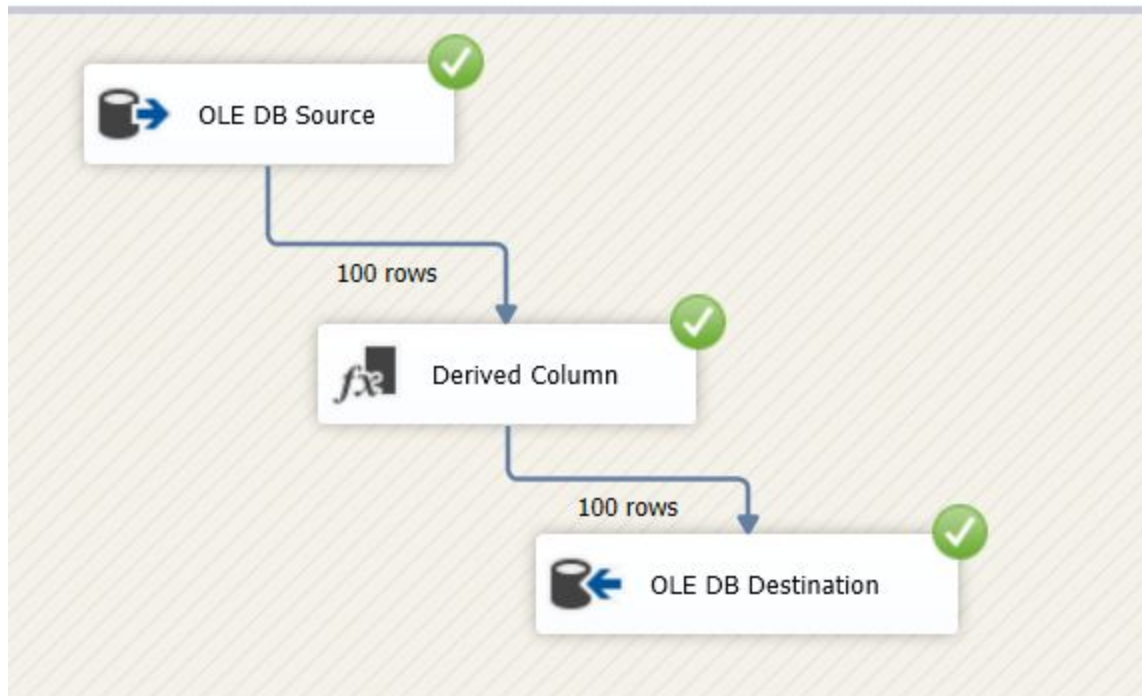 OLE DB Source
100 rows
Derived Column
100 rows
OLE DB Destination